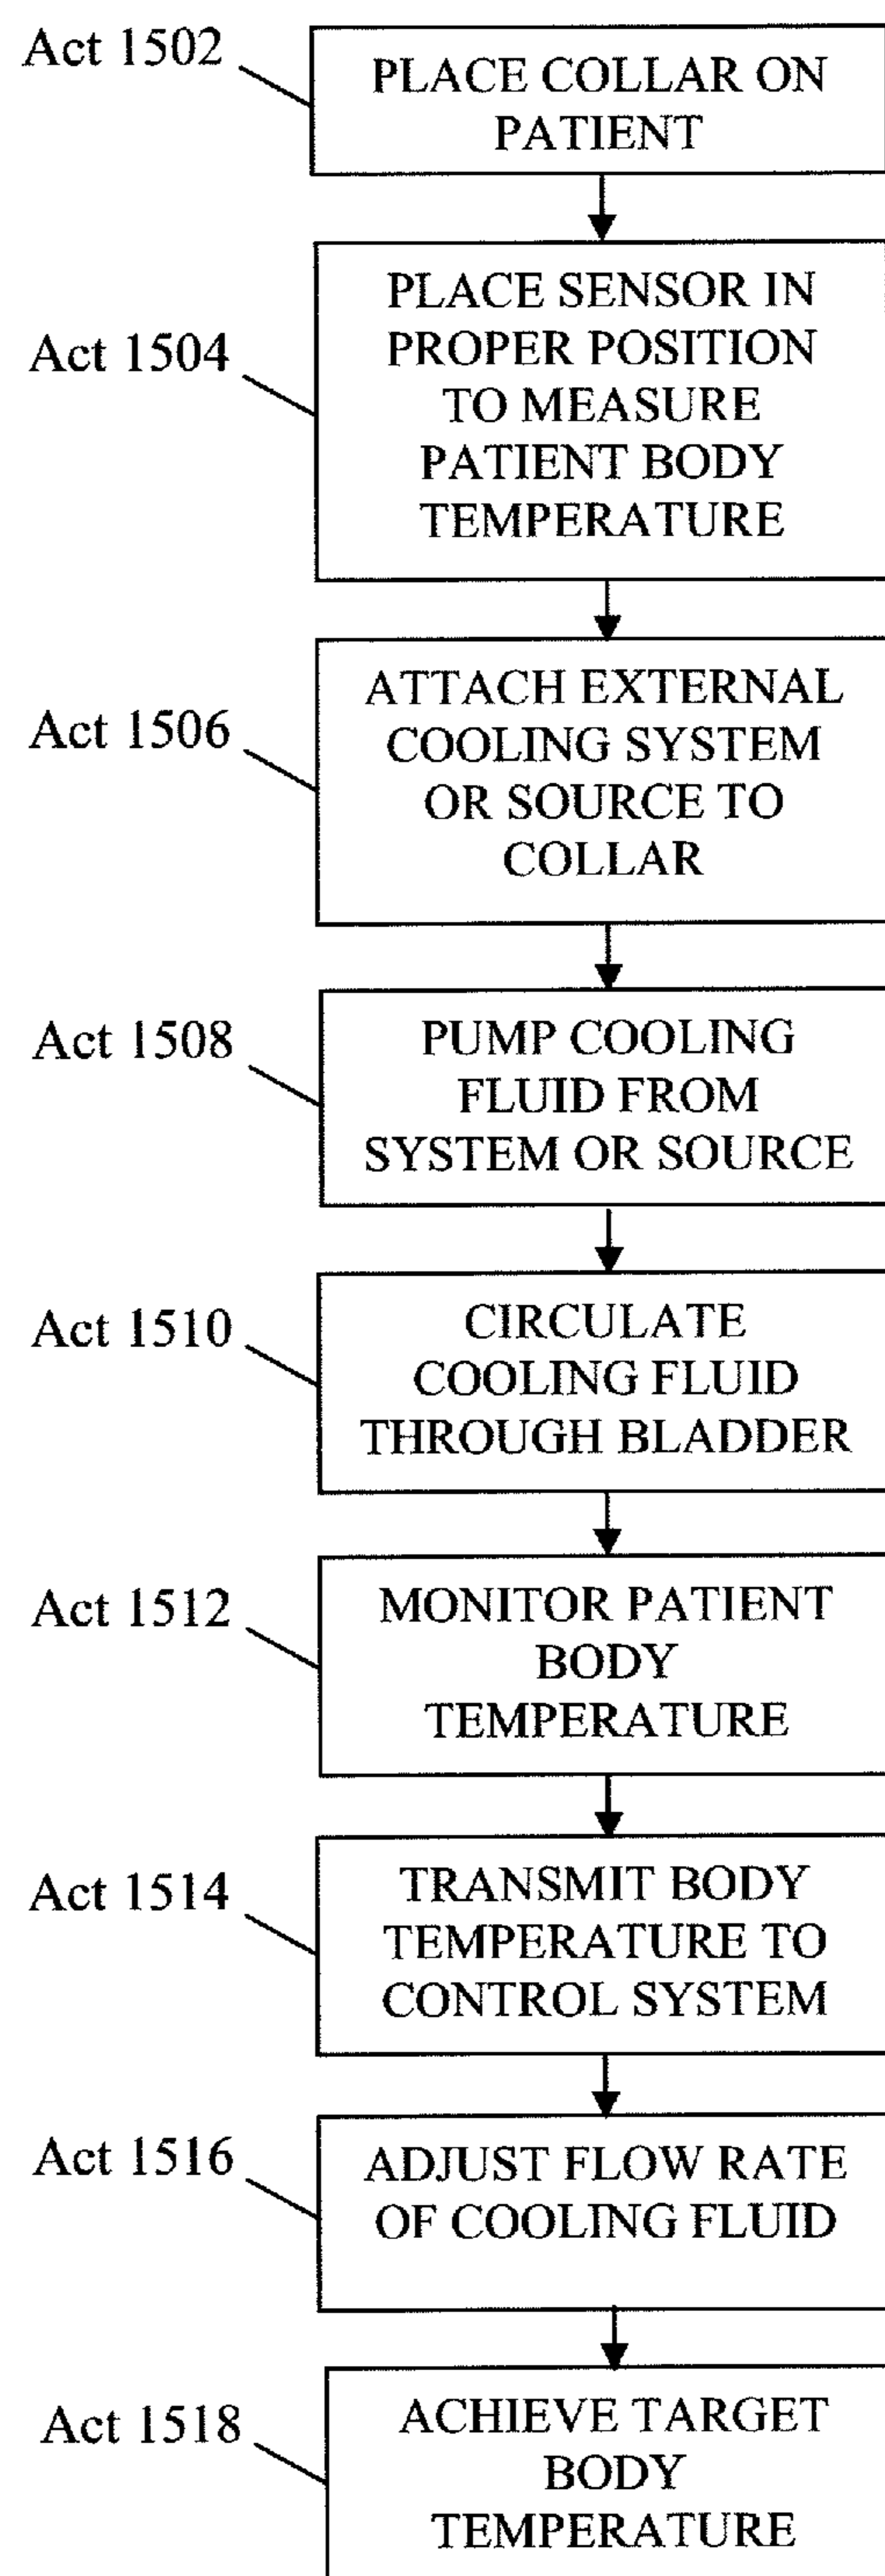 Act 1502
PLACE COLLAR ON
PATIENT
Act 1504
PLACE SENSOR IN
PROPER POSITION
TO MEASURE
PATIENT BODY
TEMPERATURE
Act 1506
ATTACH EXTERNAL
COOLING SYSTEM
OR SOURCE TO
COLLAR
Act 1508
PUMP COOLING
FLUID FROM
SYSTEM OR SOURCE
Act 1510
CIRCULATE
COOLING FLUID
THROUGH BLADDER
Act 1512
MONITOR PATIENT
BODY
TEMPERATURE
Act 1514
TRANSMIT BODY
TEMPERATURE TO
CONTROL SYSTEM
Act 1516
ADJUST FLOW RATE
OF COOLING FLUID
Act 1518
ACHIEVE TARGET
BODY
TEMPERATURE